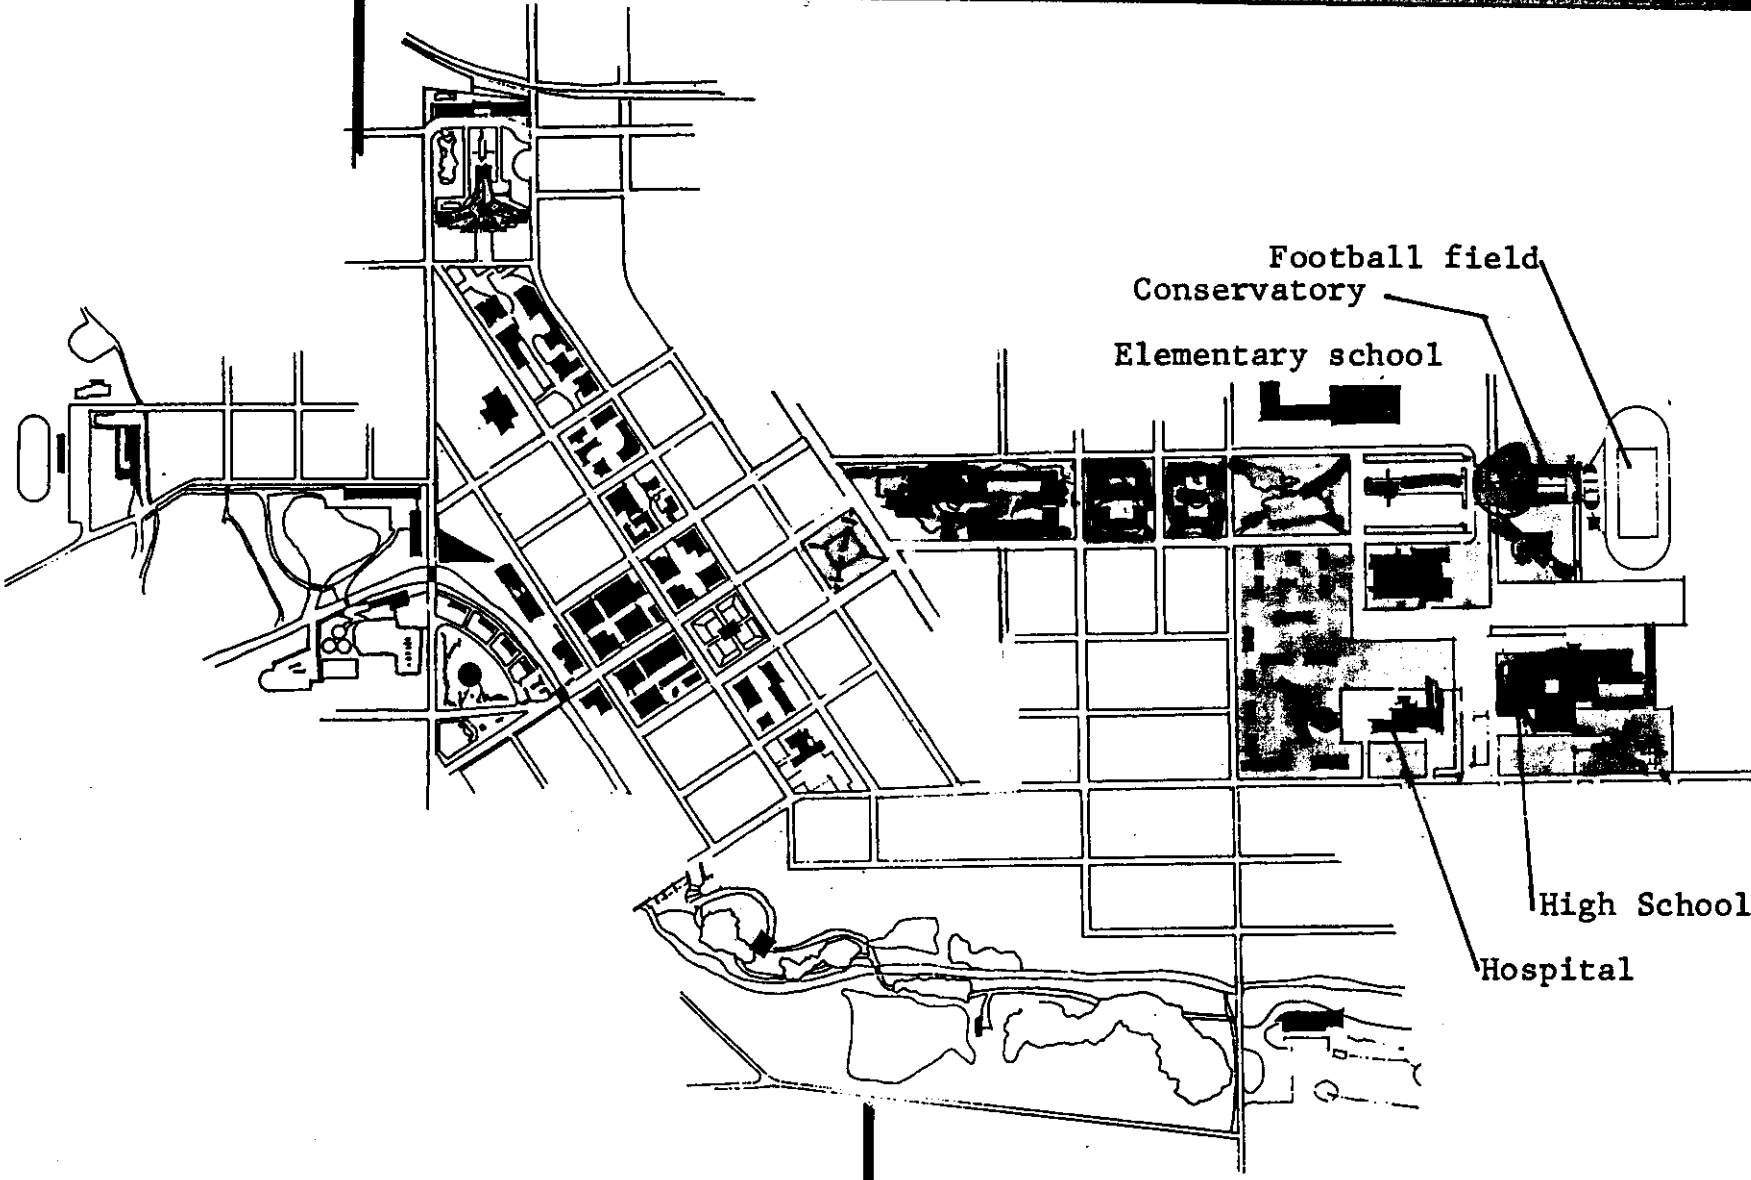 Football field
Conservatory
Elementary school
High School
Hospital